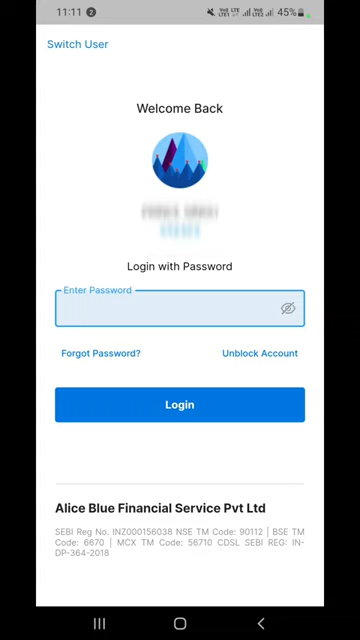 11:11 2 45%
Switch User
Welcome Back
Login with Password
Enter Password
Forgot Password? Unblock Account
Login
Alice Blue Financial Service Pvt Ltd
SEBI Reg No. INZ000156038 NSE TM Code: 90112 | BSE TM
Code: 6670 | MCX TM Code: 56710 CDSL SEBI REG: IN-
DP-364-2018